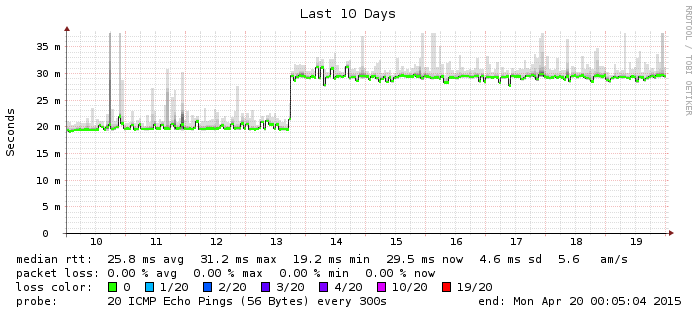 Last 10 Days
RRDTOOL / TOBI OETIKER
Seconds
35 m
30 m
25 m
20 m
15 m
10 m
5 m
0
10 11 12 13 14 15 16 17 18 19
median rtt: 25.8 ms avg 31.2 ms max 19.2 ms min 29.5 ms now 4.6 ms sd 5.6 am/s
packet loss: 0.00 % avg 0.00 % max 0.00 % min 0.00 % now
loss color: 0 1/20 2/20 3/20 4/20 10/20 19/20
probe: 20 ICMP Echo Pings (56 Bytes) every 300s end: Mon Apr 20 00:05:04 2015